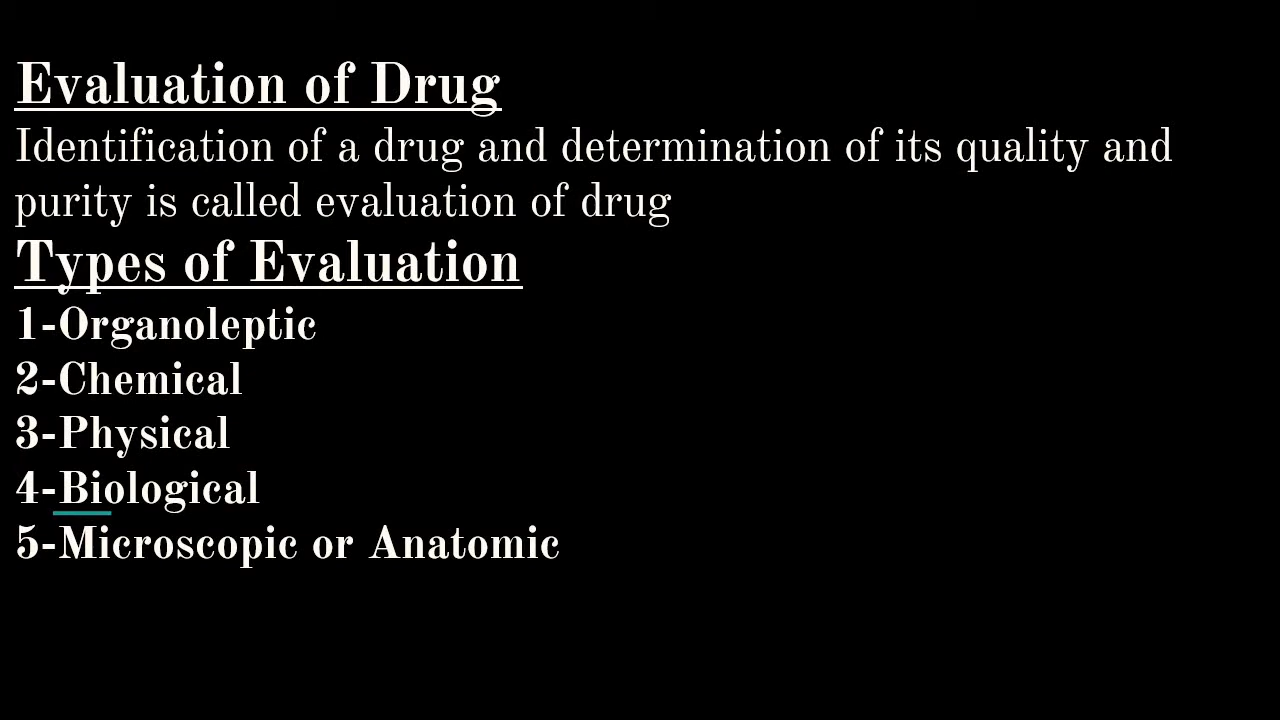 Evaluation of Drug
Identification of a drug and determination of its quality and
purity is called evaluation of drug
Types of Evaluation
1-Organoleptic
2-Chemical
3-Physical
4-Biological
5-Microscopic or Anatomic